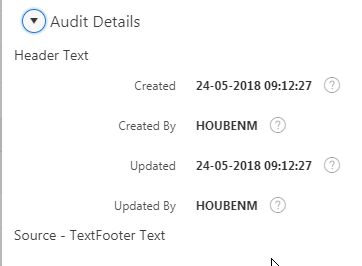 Audit Details
Header Text
Created 24-05-2018 09:12:27 ?
Created By HOUBENM ?
Updated 24-05-2018 09:12:27 ?
Updated By HOUBENM ?
Source - TextFooter Text